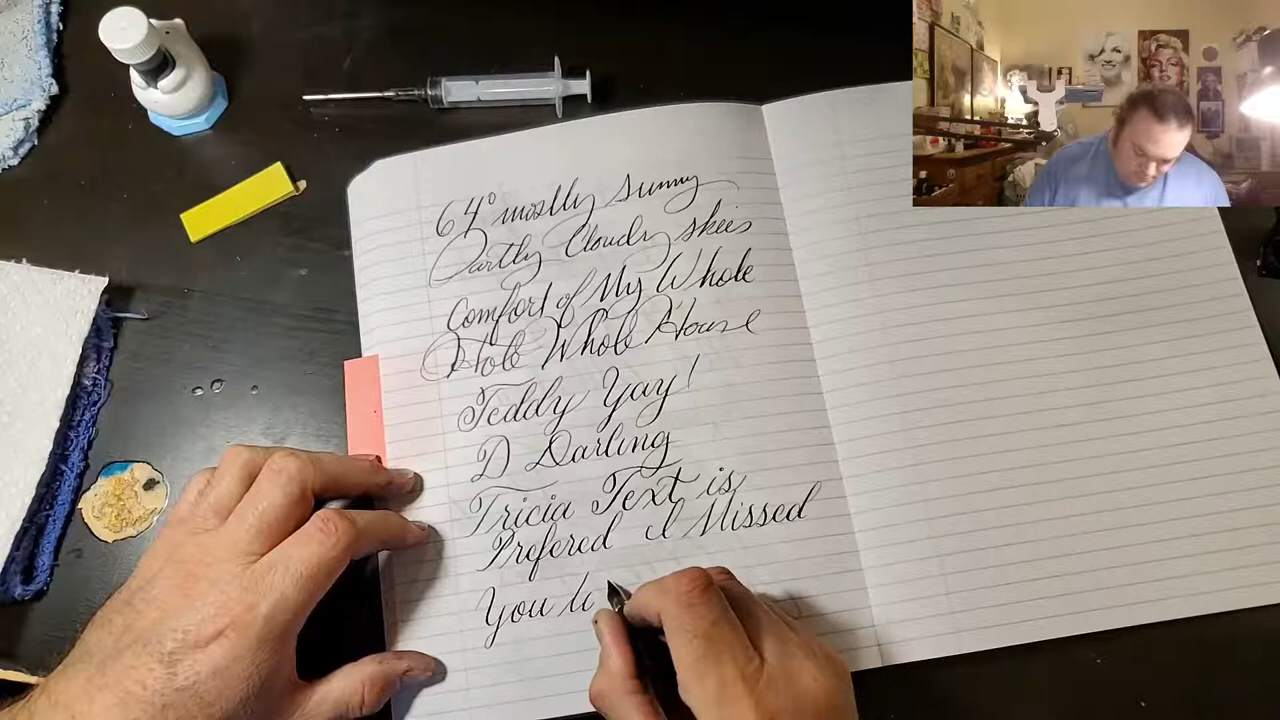 64° mostly sunny
Partly Cloudy skies
Comfort of My Whole
Hole Whole House
Teddy Yay!
D Darling
Tricia Text is
Prefered I Missed
You